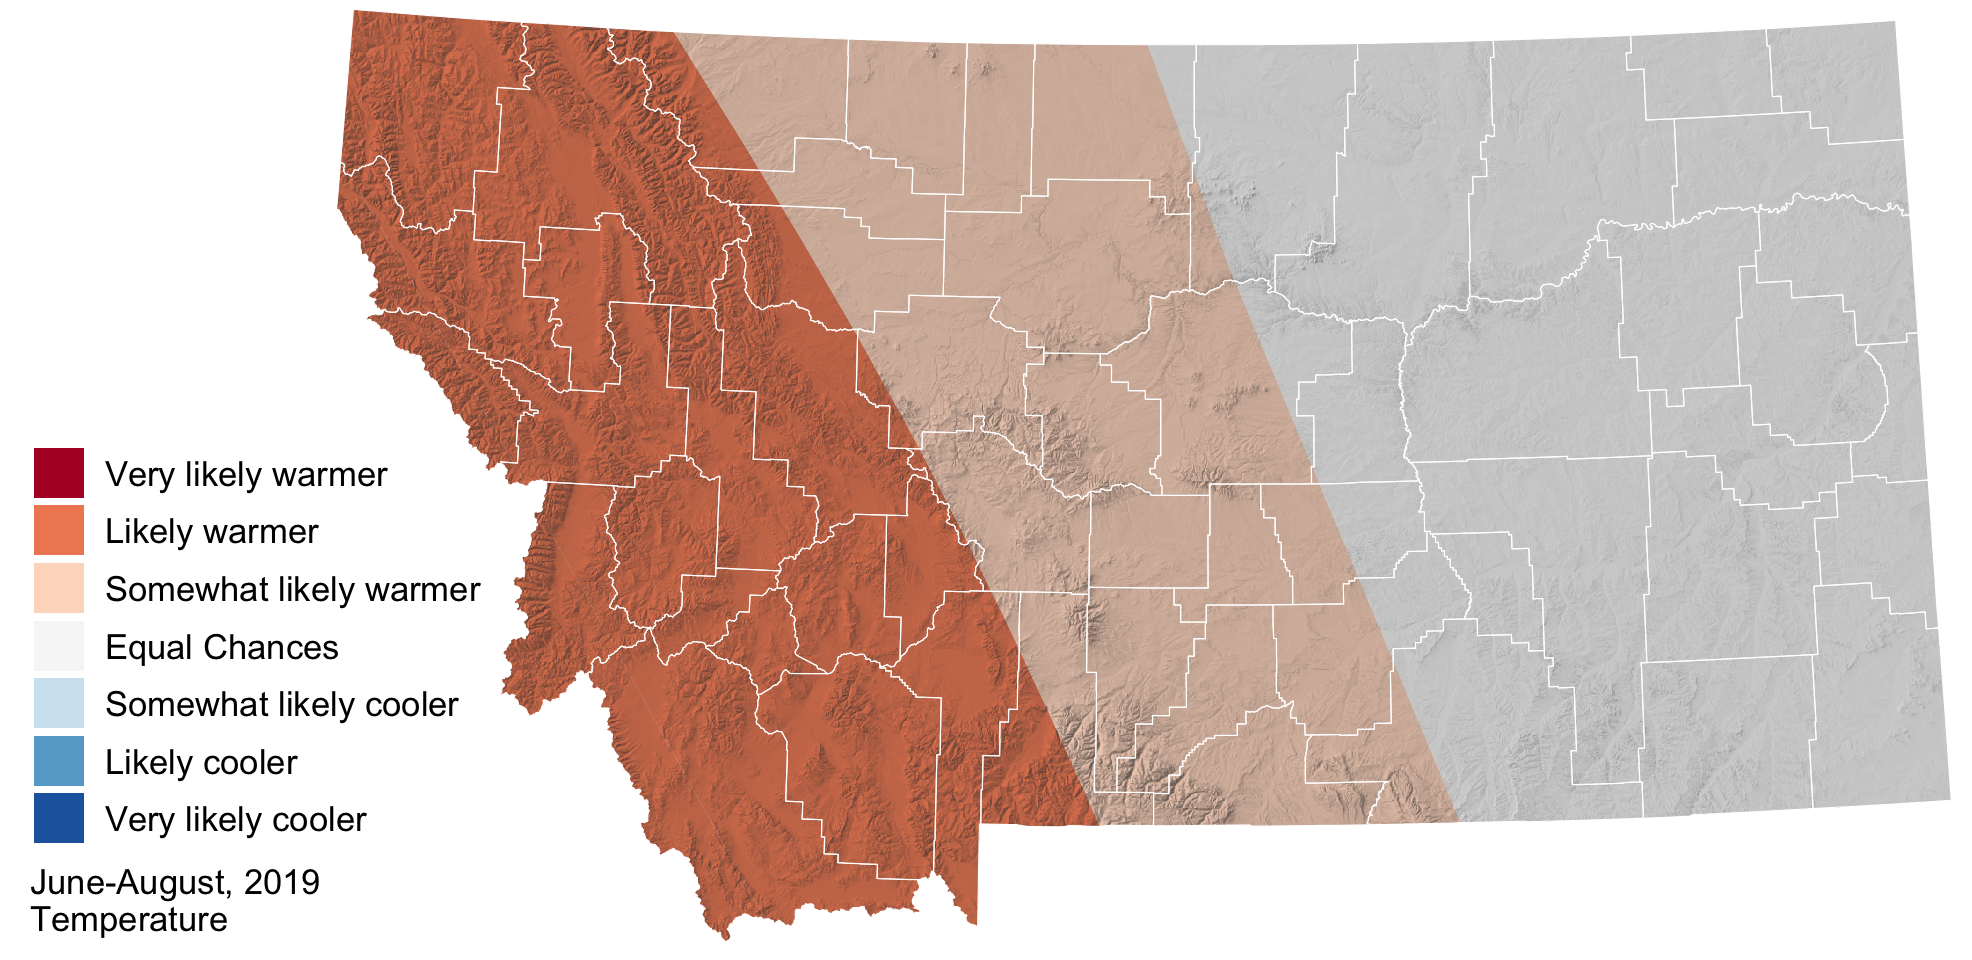 Very likely warmer
Likely warmer
Somewhat likely warmer
Equal Chances
Somewhat likely cooler
Likely cooler
Very likely cooler
June-August, 2019
Temperature